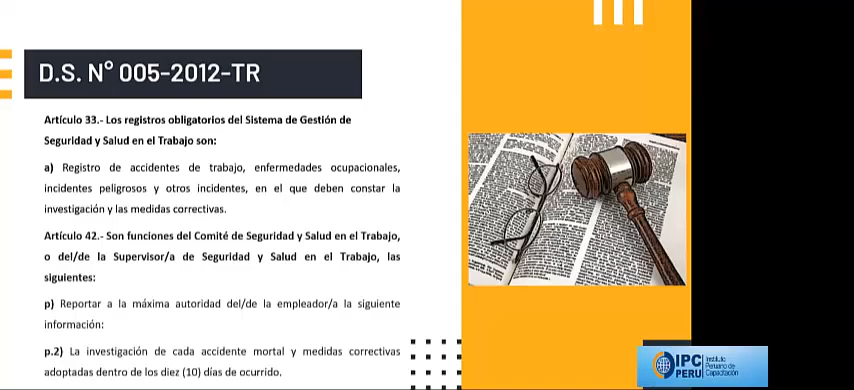 D.S. N° 005-2012-TR
Artículo 33.- Los registros obligatorios del Sistema de Gestión de
Seguridad y Salud en el Trabajo son:
a) Registro de accidentes de trabajo, enfermedades ocupacionales,
incidentes peligrosos y otros incidentes, en el que deben constar la
investigación y las medidas correctivas.
Artículo 42.- Son funciones del Comité de Seguridad y Salud en el Trabajo,
o del/de la Supervisor/a de Seguridad y Salud en el Trabajo, las
siguientes:
p) Reportar a la máxima autoridad del/de la empleador/a la siguiente
información:
p.2) La investigación de cada accidente mortal y medidas correctivas
adoptadas dentro de los diez (10) días de ocurrido.
IPC
PERU
Instituto
Peruano de
Capacitación